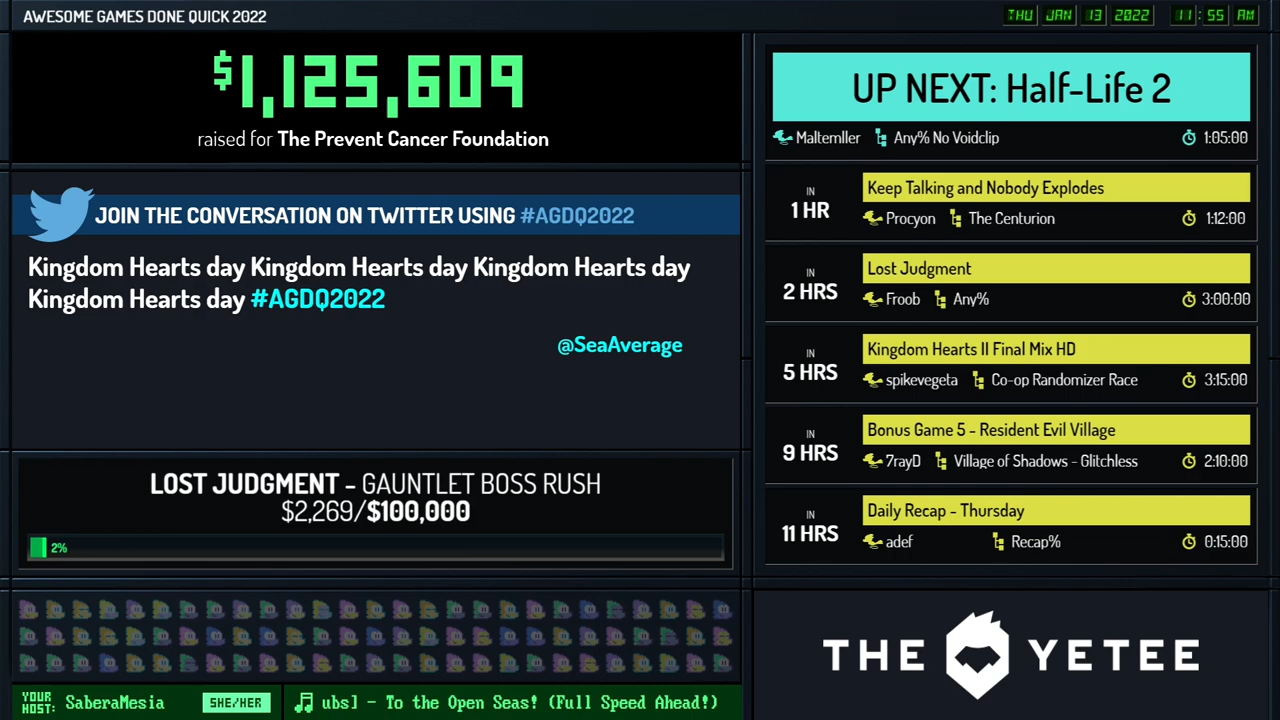 AWESOME GAMES DONE QUICK 2022
THU JAN 13 2022 11:55 AM
$1,125,609
raised for The Prevent Cancer Foundation
JOIN THE CONVERSATION ON TWITTER USING #AGDQ2022
Kingdom Hearts day Kingdom Hearts day Kingdom Hearts day
Kingdom Hearts day #AGDQ2022
@SeaAverage
LOST JUDGMENT - GAUNTLET BOSS RUSH
$2,269/$100,000
2%
YOUR HOST: SaberaMesia SHE/HER
ubs] - To the Open Seas! (Full Speed Ahead!)
UP NEXT: Half-Life 2
Maltemller Any% No Voidclip 1:05:00
IN 1 HR
Keep Talking and Nobody Explodes
Procyon The Centurion 1:12:00
IN 2 HRS
Lost Judgment
Froob Any% 3:00:00
IN 5 HRS
Kingdom Hearts II Final Mix HD
spikevegeta Co-op Randomizer Race 3:15:00
IN 9 HRS
Bonus Game 5 - Resident Evil Village
7rayD Village of Shadows - Glitchless 2:10:00
IN 11 HRS
Daily Recap - Thursday
adef Recap% 0:15:00
THE YETEE